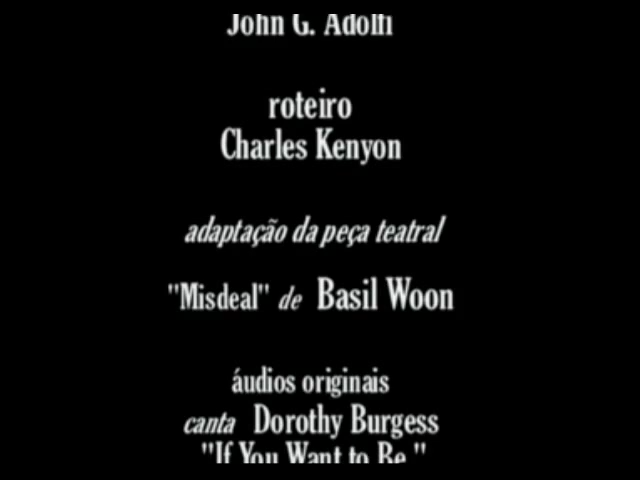 John G. Adolfi
roteiro
Charles Kenyon
adaptação da peça teatral
"Misdeal" de Basil Woon
áudios originais
canta Dorothy Burgess
"If You Want to Be "